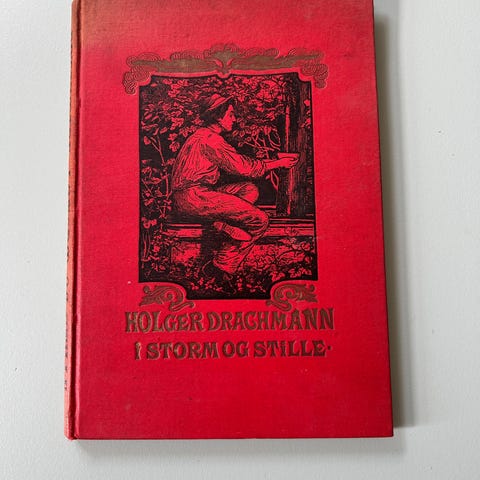 HOLGER DRACHMANN
I STORM OG STILLE·